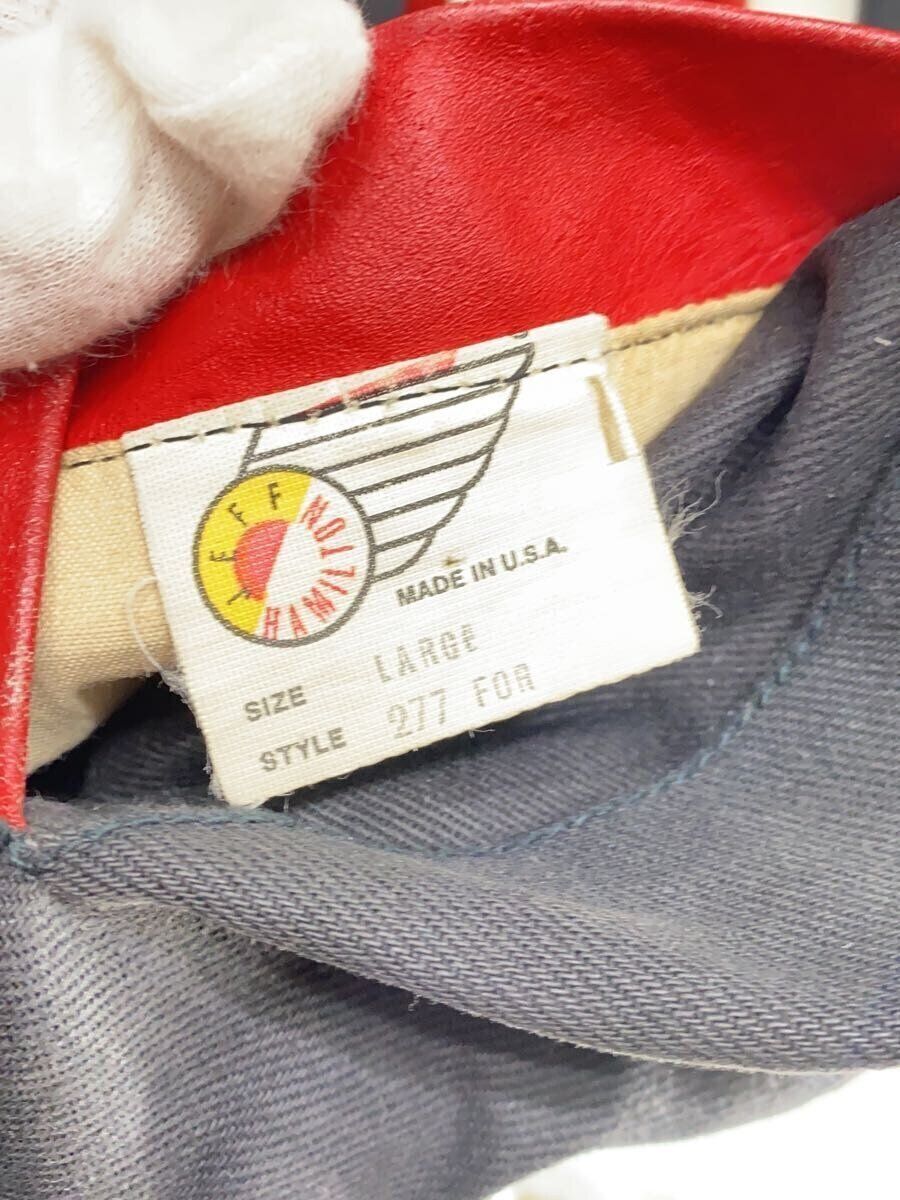 JEFF
HAMILTON
MADE IN U.S.A.
SIZE LARGE
STYLE 277 FOR